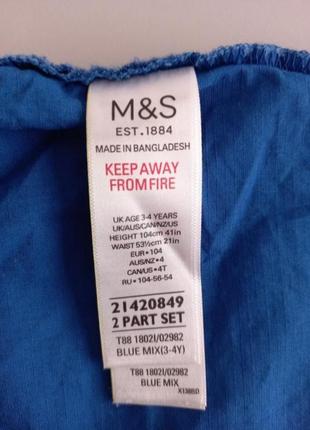 M&S
EST. 1884
MADE IN BANGLADESH
KEEP AWAY
FROM FIRE
UK AGE 3-4 YEARS
UK/AUS/CAN/NZ/US
HEIGHT 104cm 41in
WAIST 53½cm 21in
EUR • 104
AUS/NZ • 4
CAN/US • 4T
RU • 104-56-54
21420849
2 PART SET
T88 1802I/02982
BLUE MIX(3-4Y)
T88 1802I/02982
BLUE MIX
X138BD